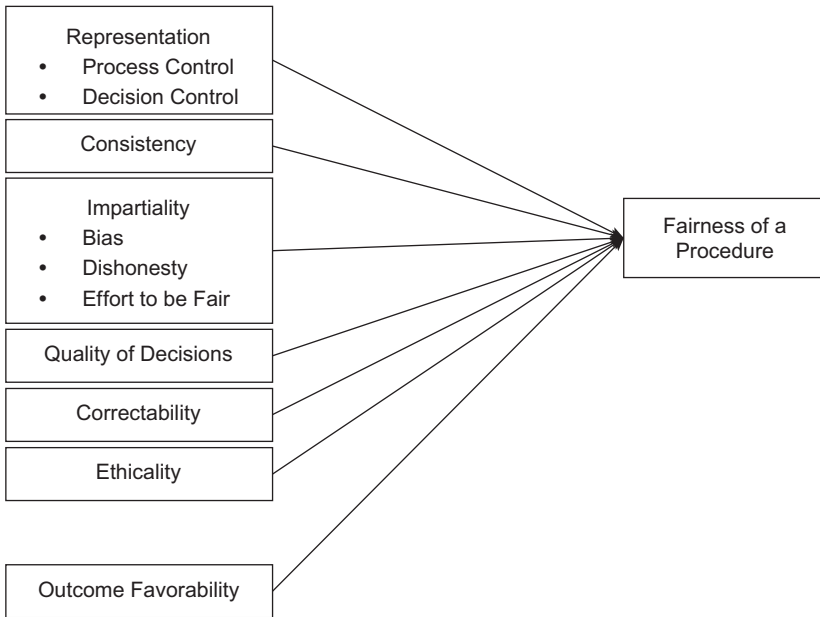 Representation
• Process Control
• Decision Control
Consistency
Impartiality
• Bias
• Dishonesty
• Effort to be Fair
Quality of Decisions
Correctability
Ethicality
Outcome Favorability
Fairness of a
Procedure